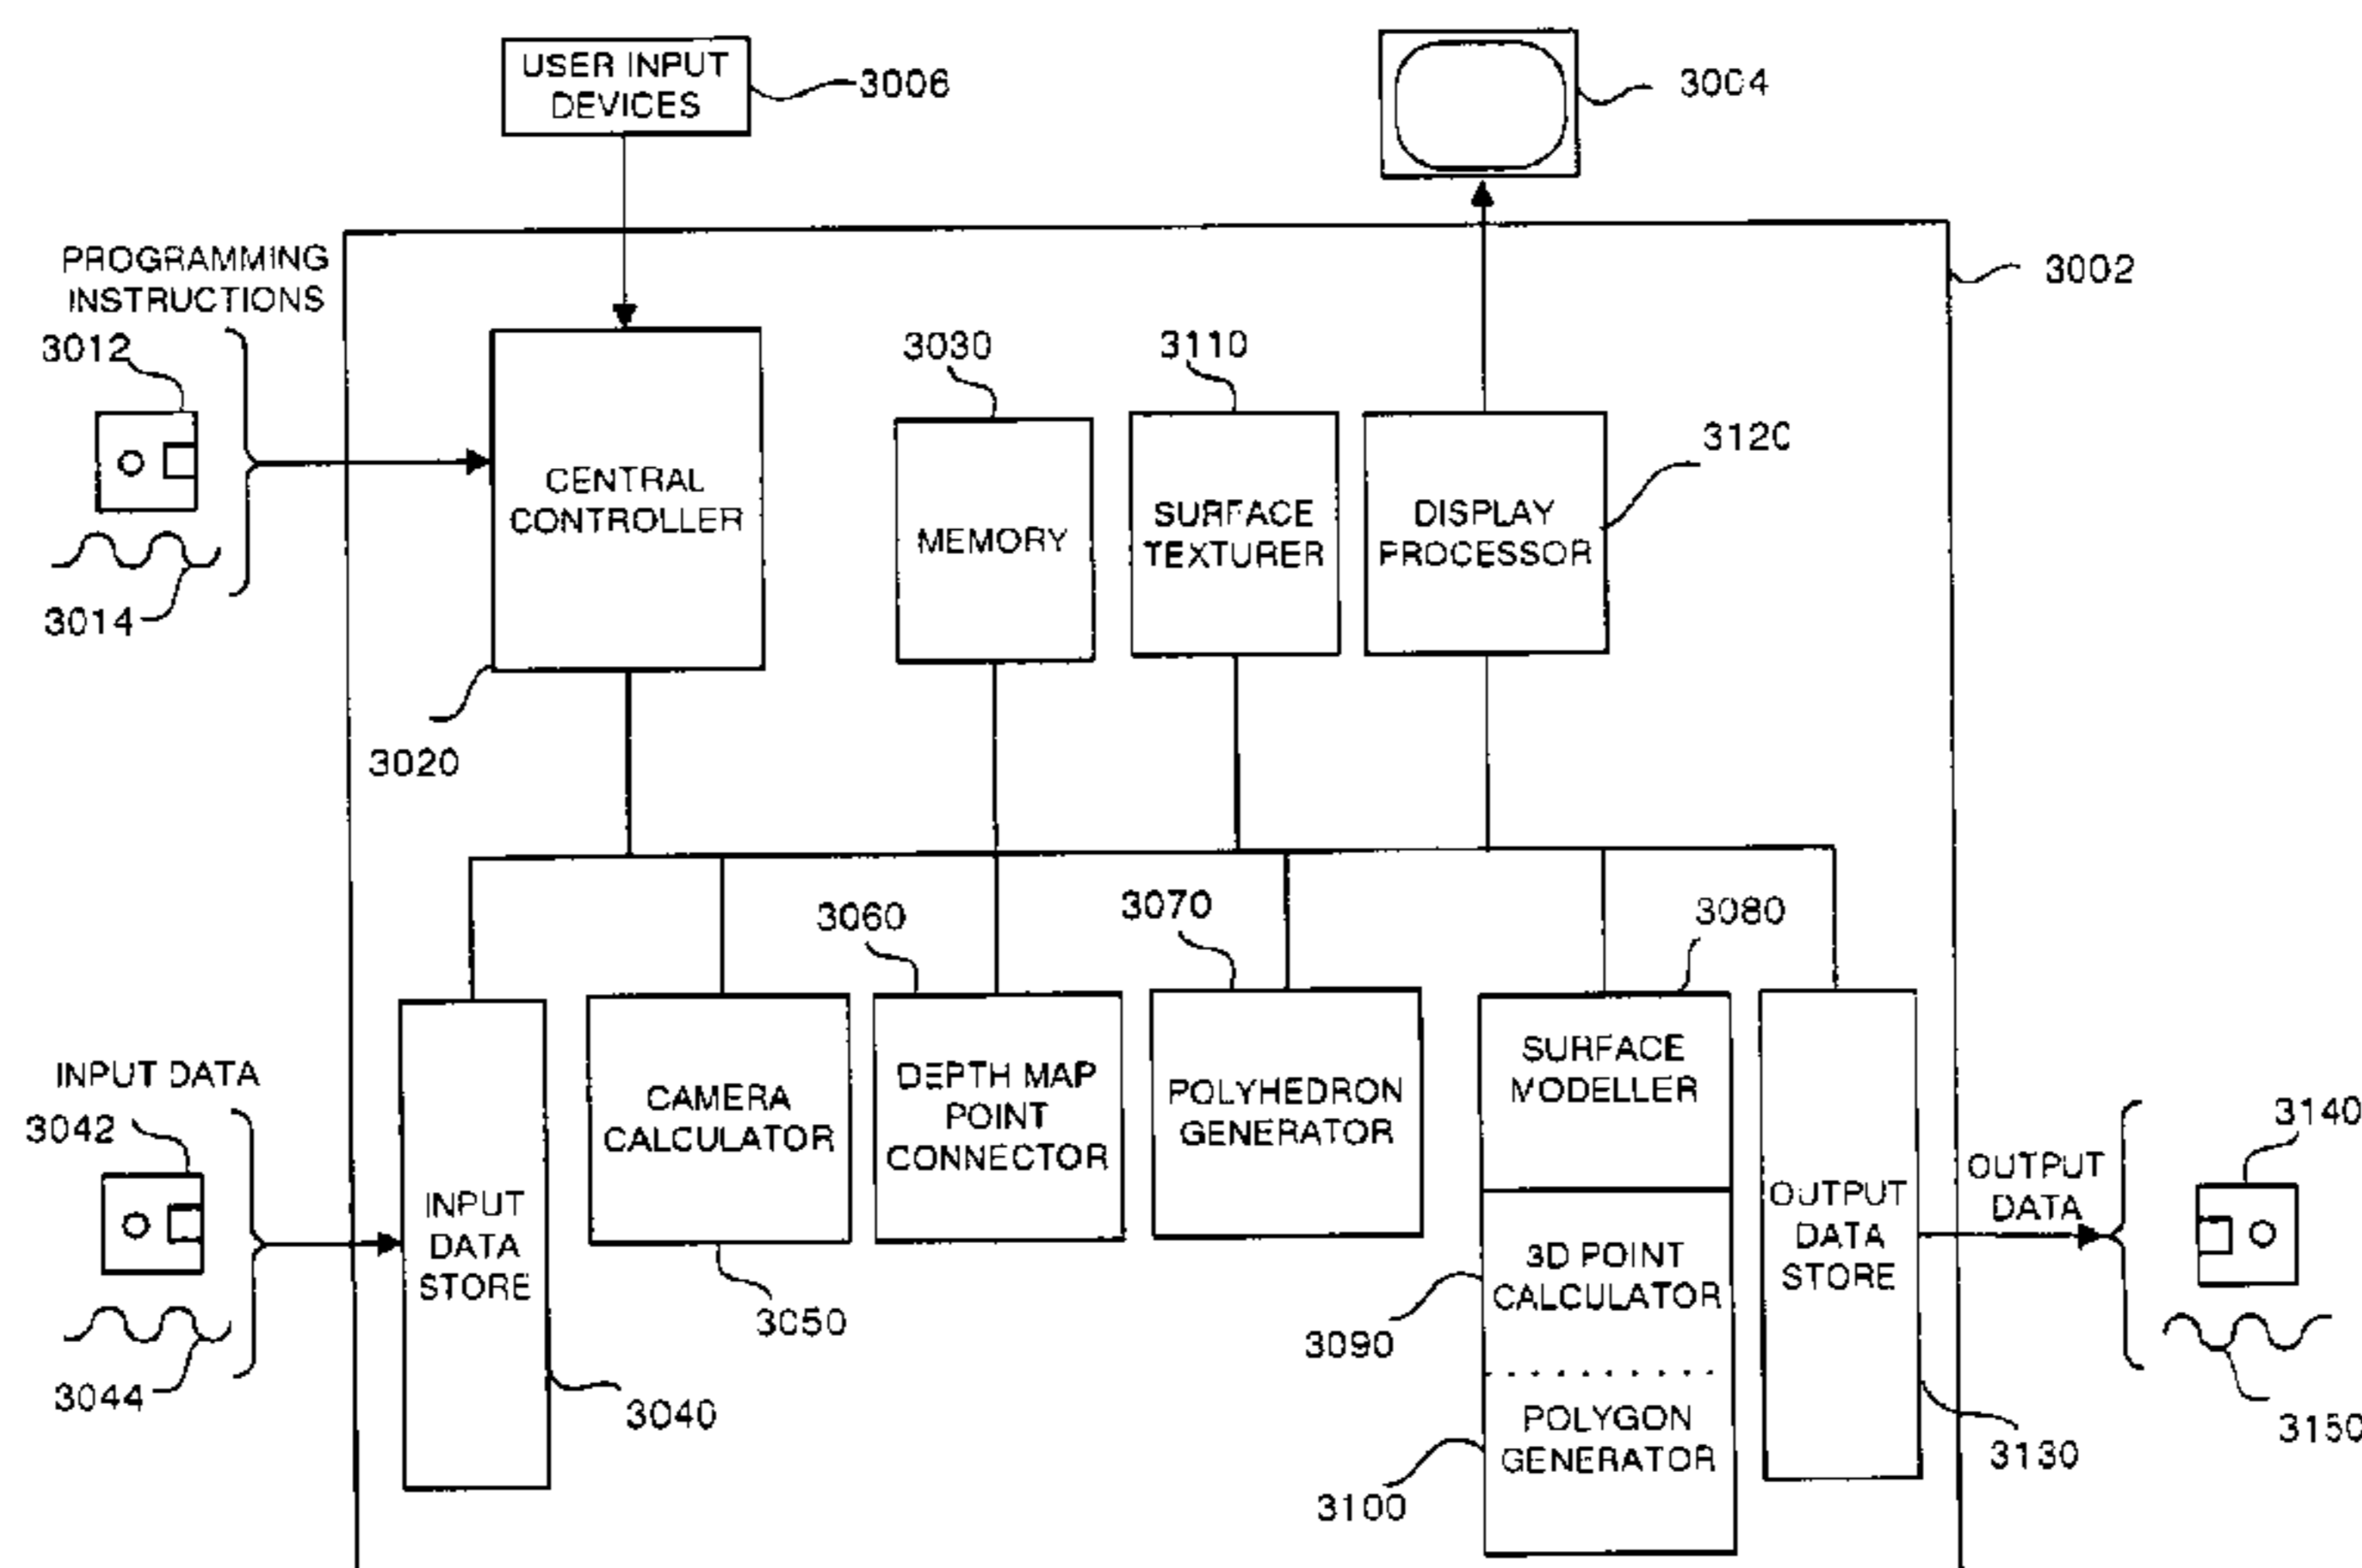 USER INPUT
DEVICES
3006
3004
PROGRAMMING
INSTRUCTIONS
3002
3012
3014
CENTRAL
CONTROLLER
3020
3030
MEMORY
3110
SURFACE
TEXTURER
DISPLAY
PROCESSOR
3120
INPUT DATA
3042
3044
INPUT
DATA
STORE
3040
CAMERA
CALCULATOR
3050
3060
DEPTH MAP
POINT
CONNECTOR
3070
POLYHEDRON
GENERATOR
3080
SURFACE
MODELLER
3D POINT
CALCULATOR
3090
POLYGON
GENERATOR
3100
OUTPUT
DATA
STORE
3130
OUTPUT
DATA
3140
3150